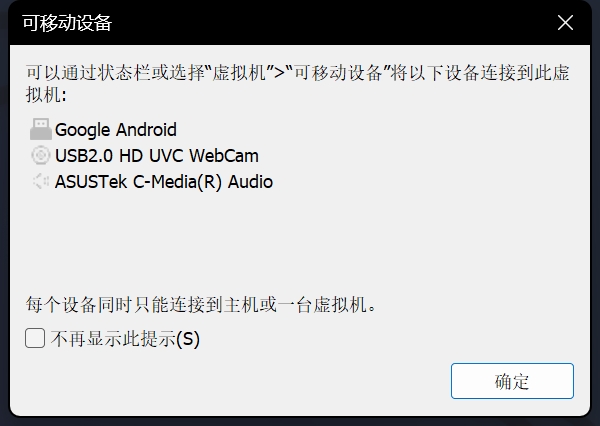 可移动设备
可以通过状态栏或选择“虚拟机”>“可移动设备”将以下设备连接到此虚
拟机:
Google Android
USB2.0 HD UVC WebCam
ASUSTek C-Media(R) Audio
每个设备同时只能连接到主机或一台虚拟机。
不再显示此提示(S)
确定